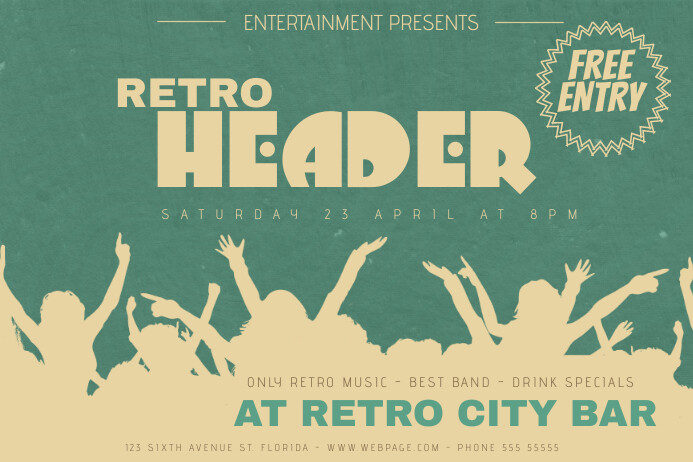 ENTERTAINMENT PRESENTS
FREE
ENTRY
RETRO
HEADER
SATURDAY 23 APRIL AT 8PM
ONLY RETRO MUSIC - BEST BAND - DRINK SPECIALS
AT RETRO CITY BAR
123 SIXTH AVENUE ST. FLORIDA - WWW.WEBPAGE.COM - PHONE 555 55555